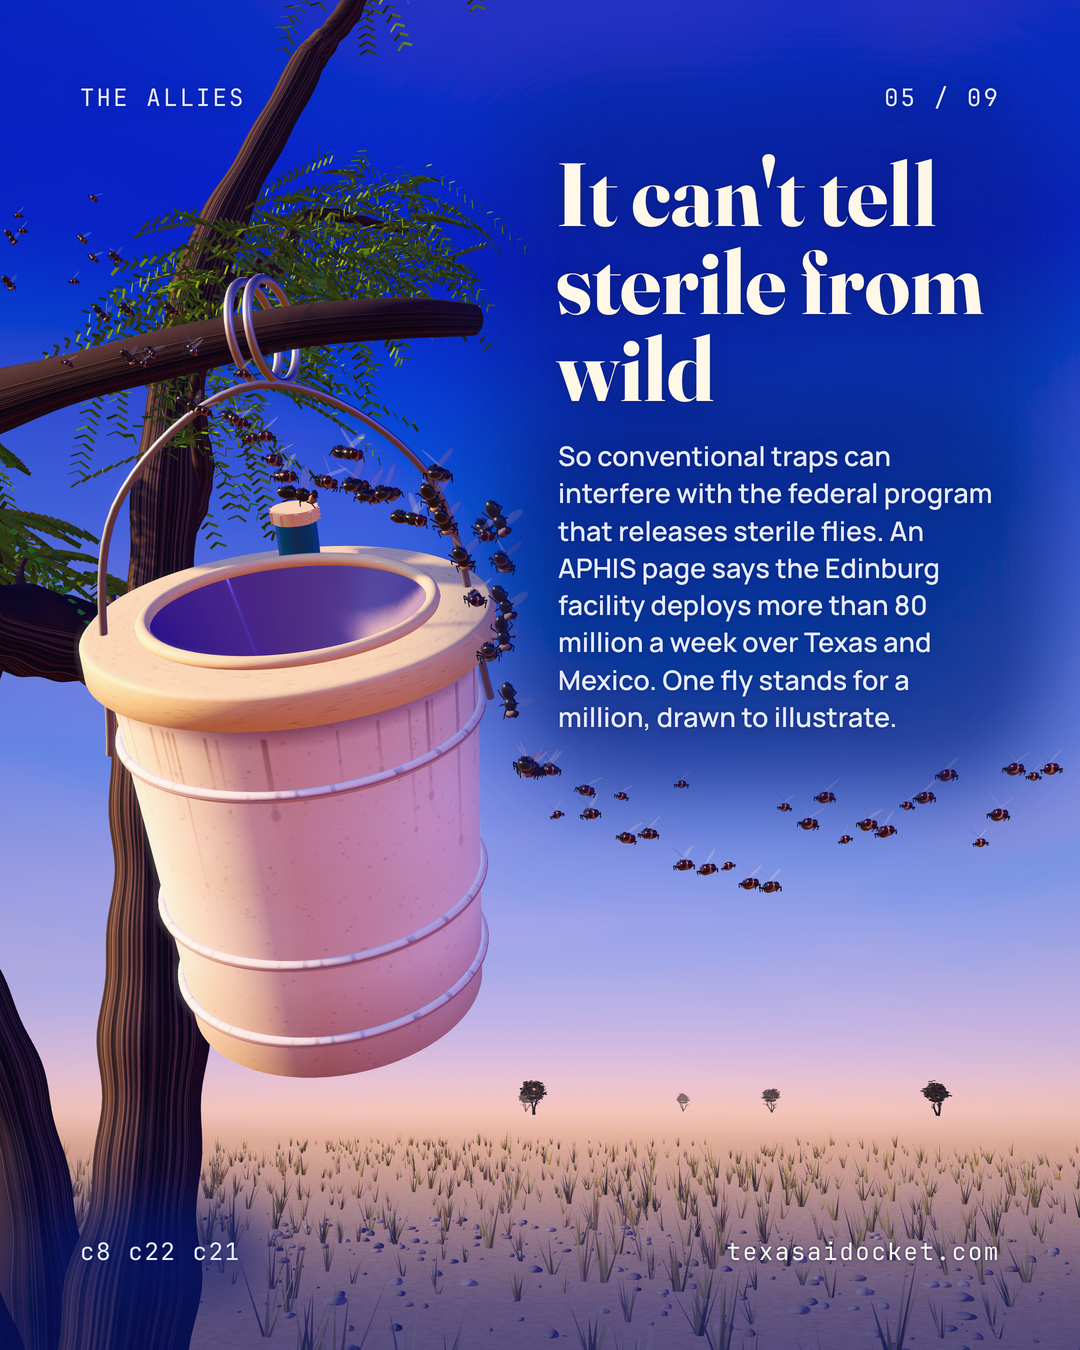 THE ALLIES
05 / 09
It can't tell
sterile from
wild
So conventional traps can
interfere with the federal program
that releases sterile flies. An
APHIS page says the Edinburg
facility deploys more than 80
million a week over Texas and
Mexico. One fly stands for a
million, drawn to illustrate.
c8 c22 c21
texasaidocket.com